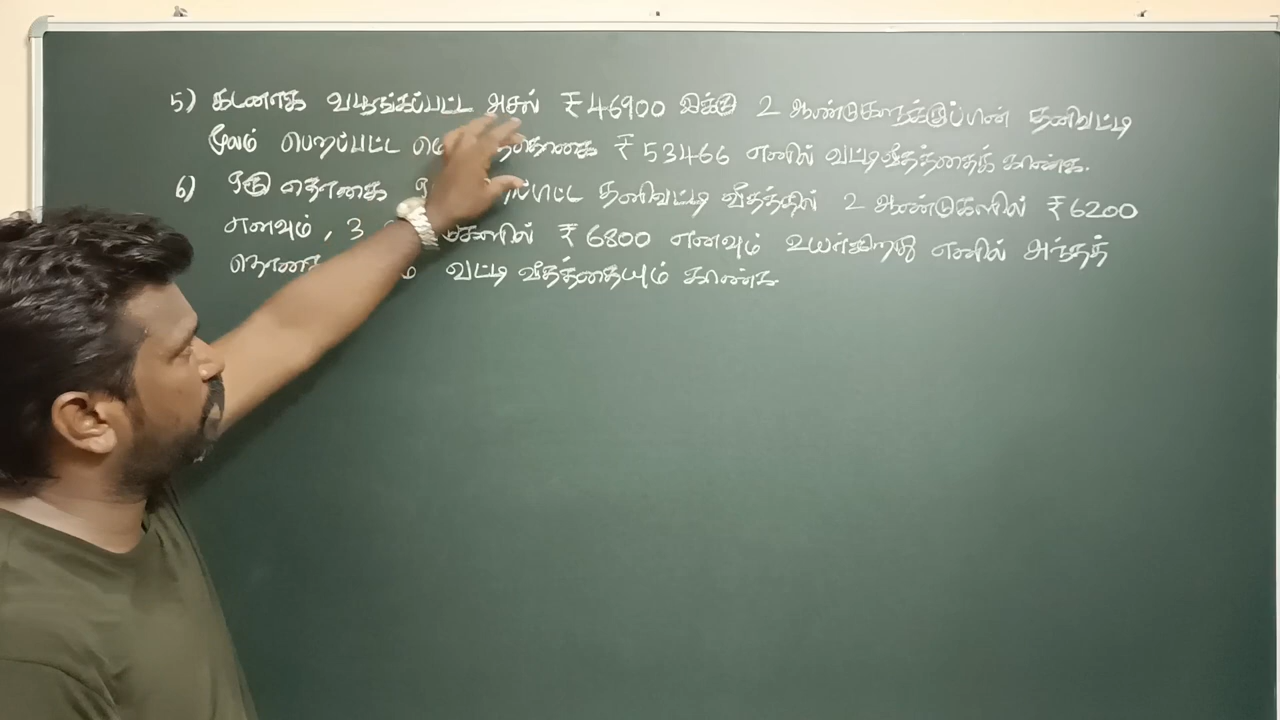 5) கடனாக வழங்கப்பட்ட அசல் ₹ 46900 இக்கு 2 ஆண்டுகளுக்குப்பின் தனிவட்டி
மூலம் பெறப்பட்ட ₹ 53466 எனில் வட்டிவீதத்தைக் காண்க.
6) ஒரு தொகை தனிவட்டி வீதத்தில் 2 ஆண்டுகளில் ₹ 6200
எனவும், 3 ₹ 6800 எனவும் உயர்கிறது எனில் அந்தத்
வட்டி வீதத்தையும் காண்க